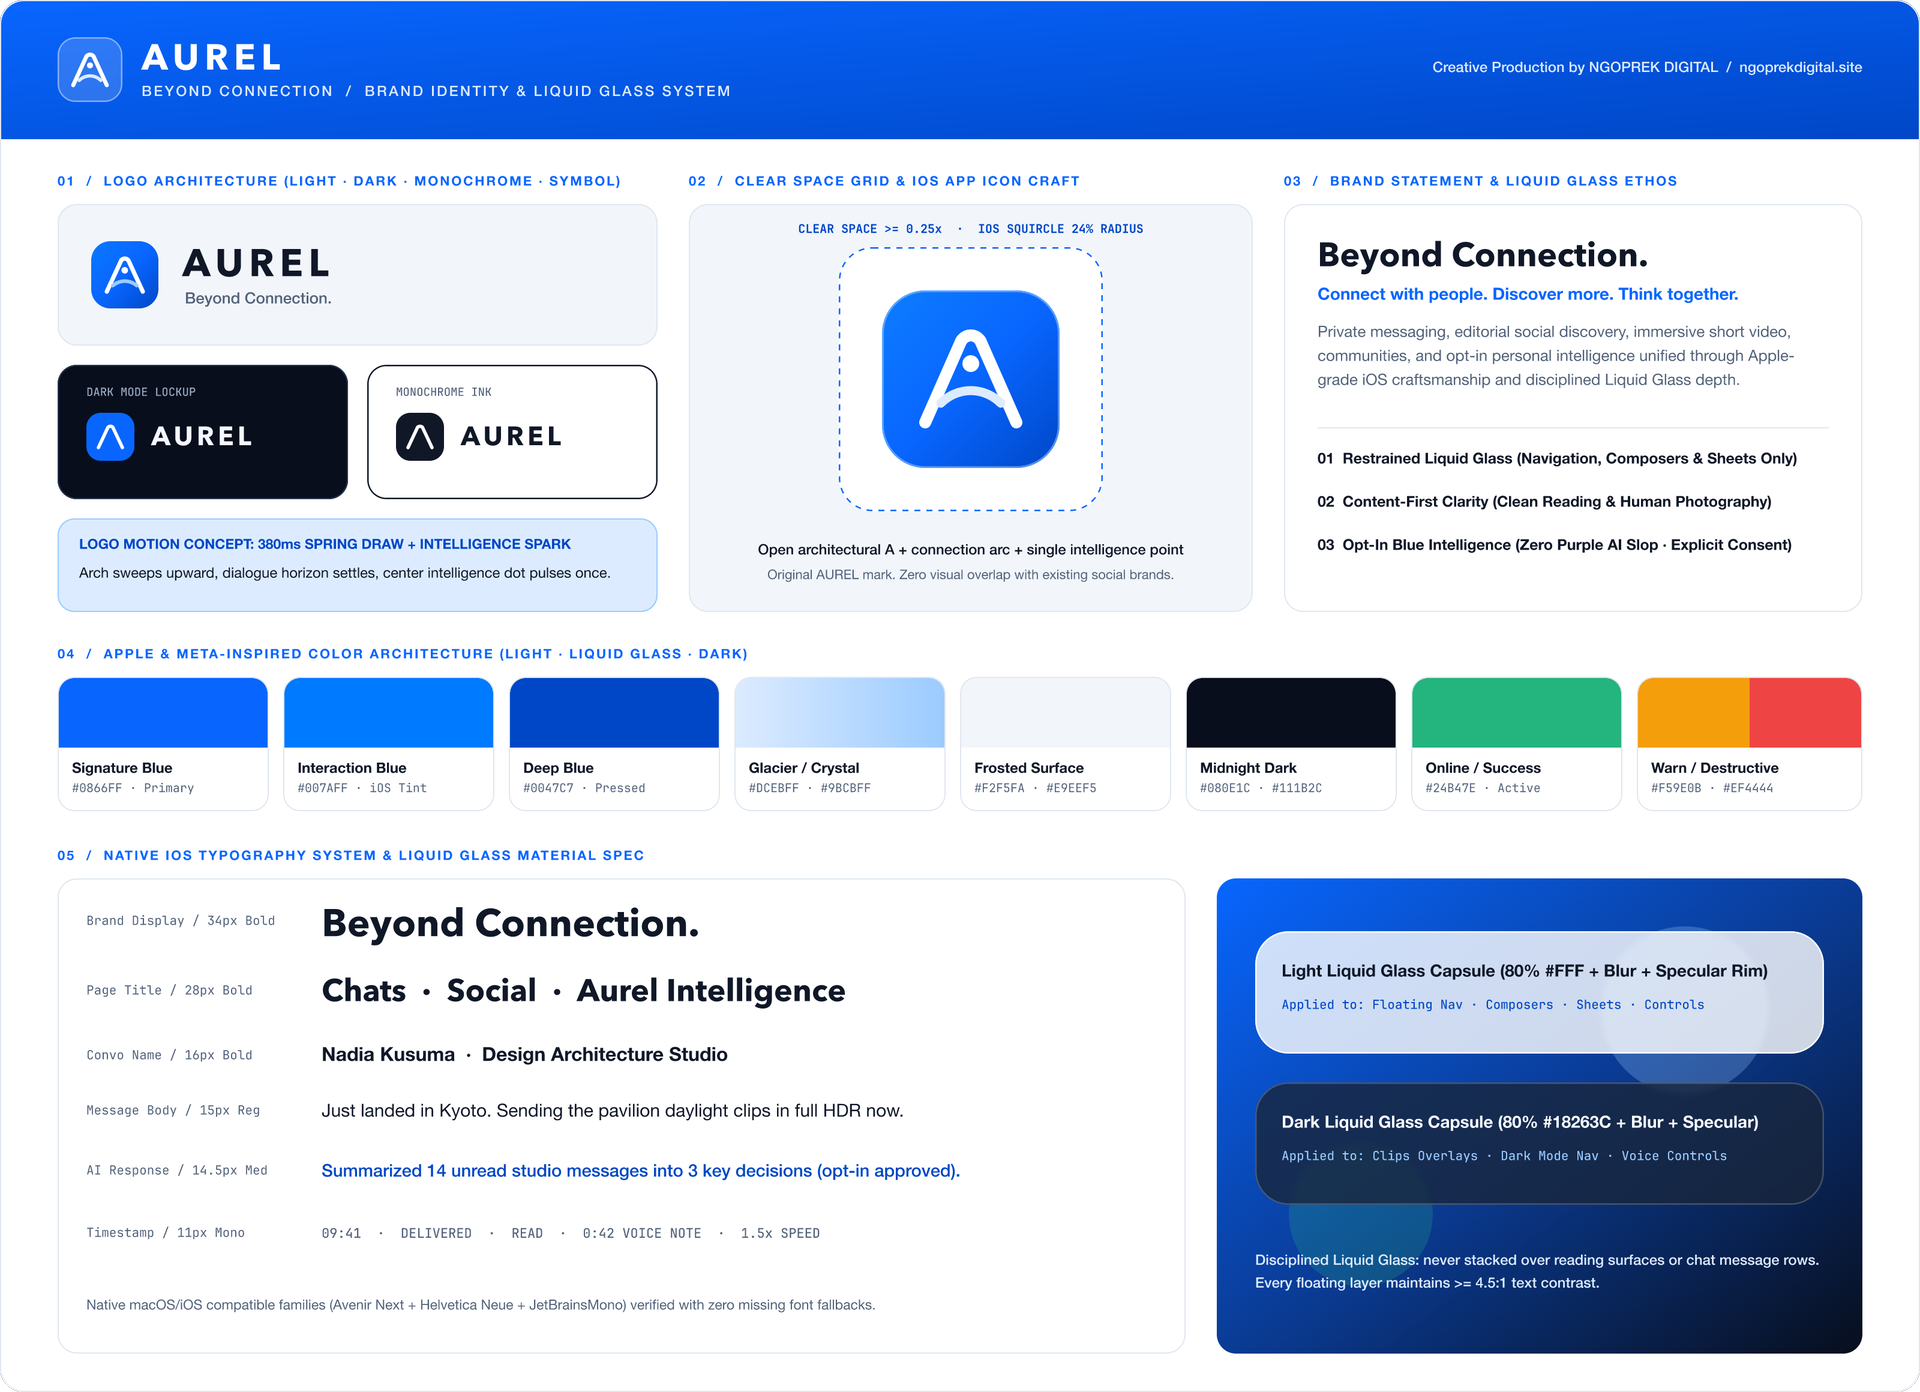 AUREL
BEYOND CONNECTION / BRAND IDENTITY & LIQUID GLASS SYSTEM
Creative Production by NGOPREK DIGITAL / ngoprekdigital.site
01 / LOGO ARCHITECTURE (LIGHT · DARK · MONOCHROME · SYMBOL)
AUREL
Beyond Connection.
DARK MODE LOCKUP
AUREL
MONOCHROME INK
AUREL
LOGO MOTION CONCEPT: 380ms SPRING DRAW + INTELLIGENCE SPARK
Arch sweeps upward, dialogue horizon settles, center intelligence dot pulses once.
02 / CLEAR SPACE GRID & IOS APP ICON CRAFT
CLEAR SPACE >= 0.25x · IOS SQUIRCLE 24% RADIUS
Open architectural A + connection arc + single intelligence point
Original AUREL mark. Zero visual overlap with existing social brands.
03 / BRAND STATEMENT & LIQUID GLASS ETHOS
Beyond Connection.
Connect with people. Discover more. Think together.
Private messaging, editorial social discovery, immersive short video,
communities, and opt-in personal intelligence unified through Apple-
grade iOS craftsmanship and disciplined Liquid Glass depth.
01 Restrained Liquid Glass (Navigation, Composers & Sheets Only)
02 Content-First Clarity (Clean Reading & Human Photography)
03 Opt-In Blue Intelligence (Zero Purple AI Slop · Explicit Consent)
04 / APPLE & META-INSPIRED COLOR ARCHITECTURE (LIGHT · LIQUID GLASS · DARK)
Signature Blue
#0866FF · Primary
Interaction Blue
#007AFF · iOS Tint
Deep Blue
#0047C7 · Pressed
Glacier / Crystal
#DCEBFF · #9BCBFF
Frosted Surface
#F2F5FA · #E9EEF5
Midnight Dark
#080E1C · #111B2C
Online / Success
#24B47E · Active
Warn / Destructive
#F59E0B · #EF4444
05 / NATIVE IOS TYPOGRAPHY SYSTEM & LIQUID GLASS MATERIAL SPEC
Brand Display / 34px Bold
Beyond Connection.
Page Title / 28px Bold
Chats · Social · Aurel Intelligence
Convo Name / 16px Bold
Nadia Kusuma · Design Architecture Studio
Message Body / 15px Reg
Just landed in Kyoto. Sending the pavilion daylight clips in full HDR now.
AI Response / 14.5px Med
Summarized 14 unread studio messages into 3 key decisions (opt-in approved).
Timestamp / 11px Mono
09:41 · DELIVERED · READ · 0:42 VOICE NOTE · 1.5x SPEED
Native macOS/iOS compatible families (Avenir Next + Helvetica Neue + JetBrainsMono) verified with zero missing font fallbacks.
Light Liquid Glass Capsule (80% #FFF + Blur + Specular Rim)
Applied to: Floating Nav · Composers · Sheets · Controls
Dark Liquid Glass Capsule (80% #18263C + Blur + Specular)
Applied to: Clips Overlays · Dark Mode Nav · Voice Controls
Disciplined Liquid Glass: never stacked over reading surfaces or chat message rows.
Every floating layer maintains >= 4.5:1 text contrast.